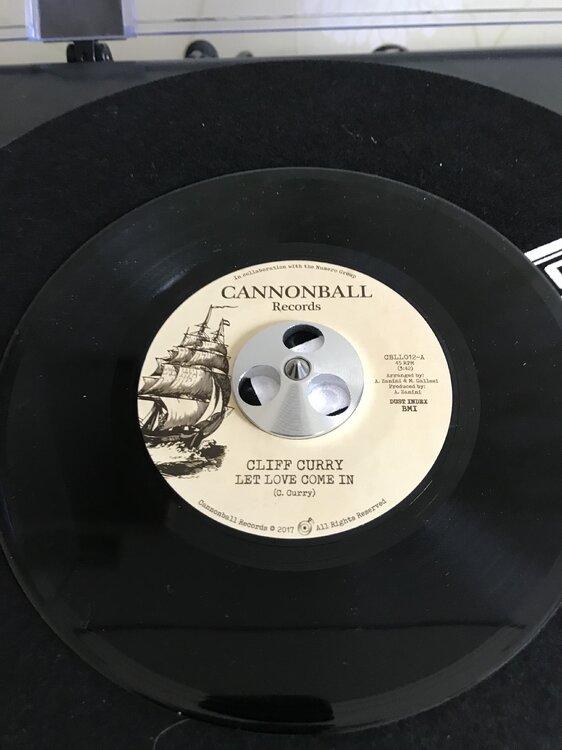 In collaboration with the Numero Group
CANNONBALL
Records
CBLL012-A
45 RPM
(3:42)
Arranged by:
A. Zanini & M. Gallesi
Produced by:
A. Zanini
DUST INDEX
BMI
CLIFF CURRY
LET LOVE COME IN
(C. Curry)
Cannonball Records © 2017 All Rights Reserved